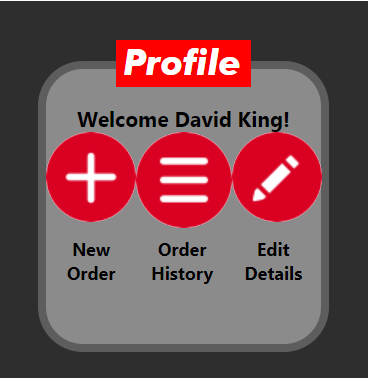 Profile
Welcome David King!
New Order
Order History
Edit Details